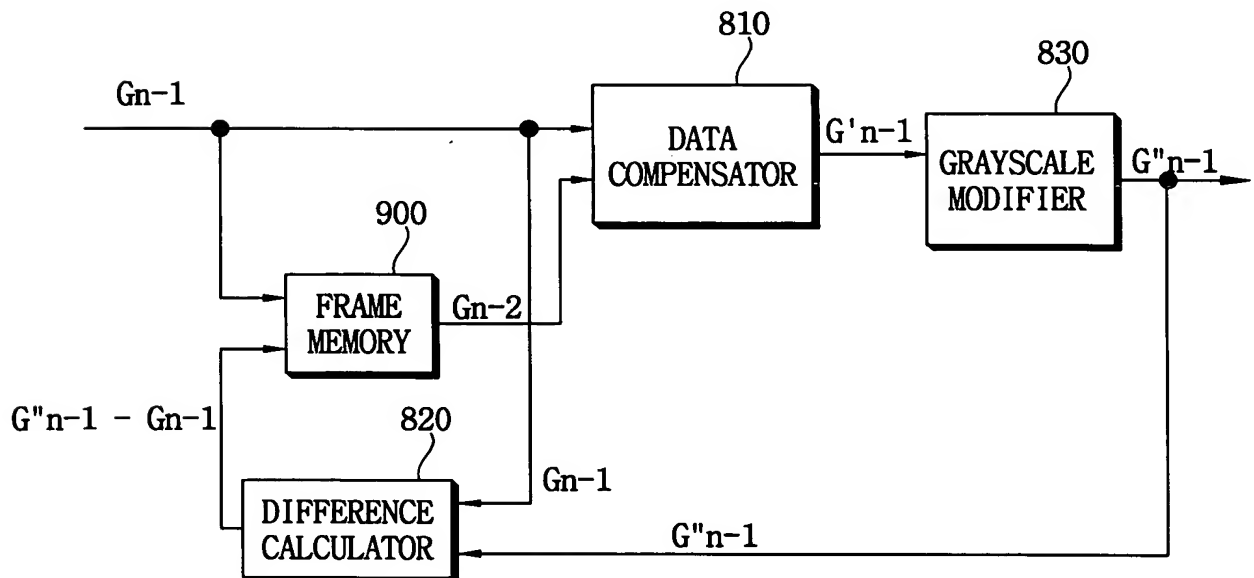 810
830
Gn-1
DATA
COMPENSATOR
G'n-1
GRAYSCALE
MODIFIER
G"n-1
900
FRAME
MEMORY
Gn-2
G"n-1 - Gn-1
820
Gn-1
DIFFERENCE
CALCULATOR
G"n-1